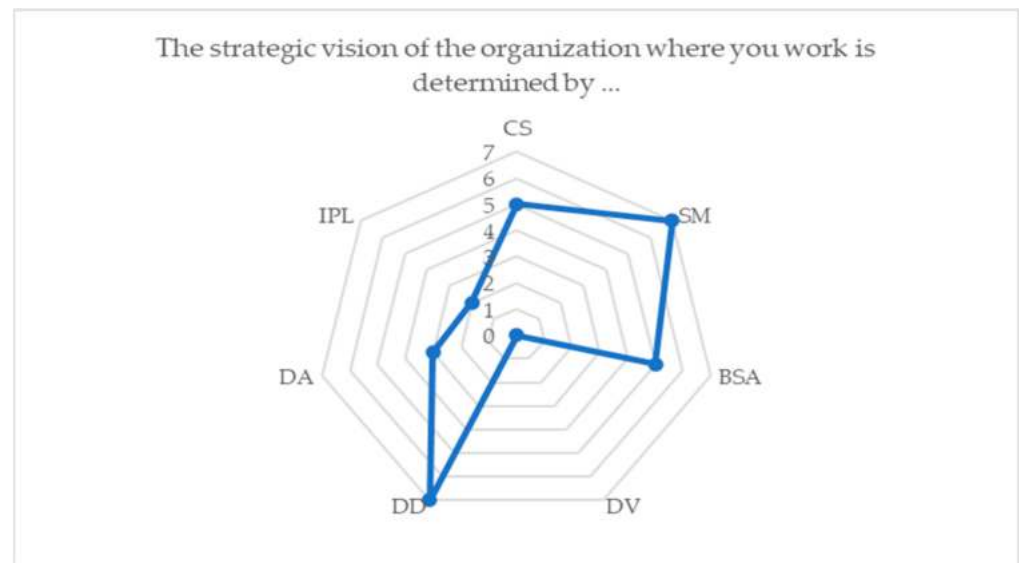 The strategic vision of the organization where you work is
determined by ...
CS
7
6
5
4
3
2
1
0
SM
BSA
DV
DD
DA
IPL